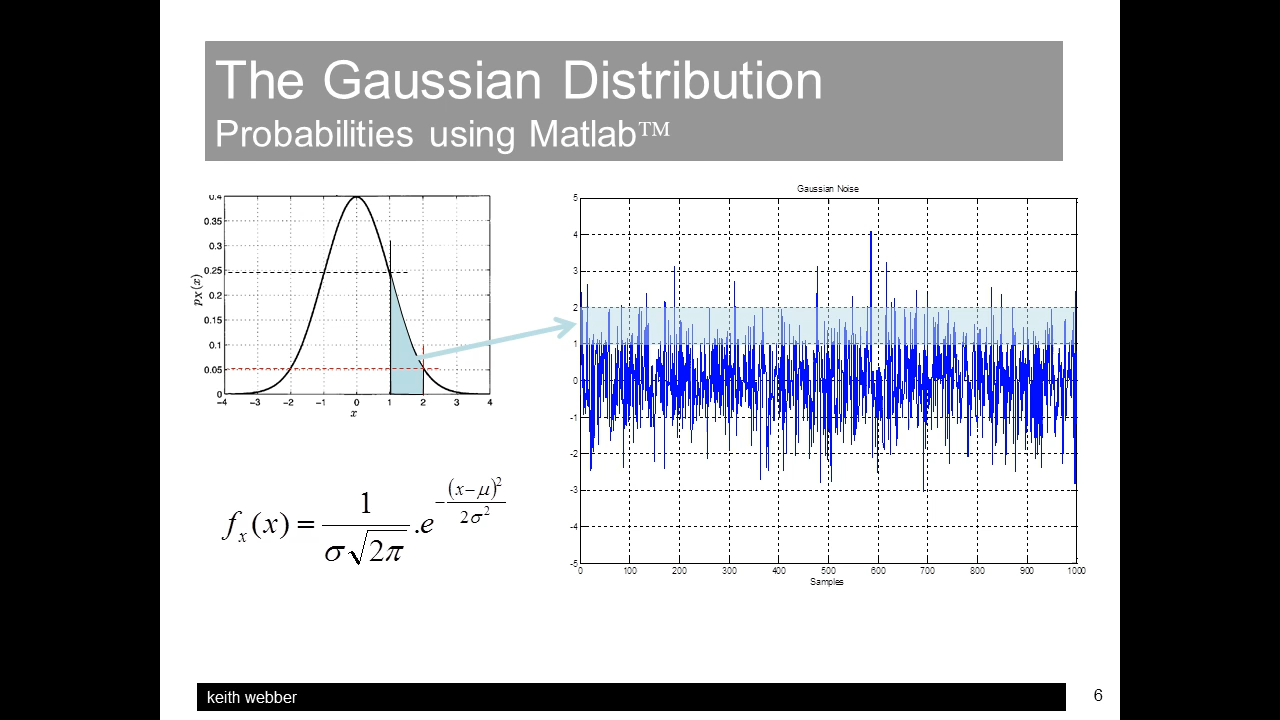 The Gaussian Distribution
Probabilities using Matlab™
0.4
0.35
0.3
0.25
0.2
0.15
0.1
0.05
0
pX(x)
−4 −3 −2 −1 0 1 2 3 4
x
Gaussian Noise
5
4
3
2
1
0
-1
-2
-3
-4
-5
0 100 200 300 400 500 600 700 800 900 1000
Samples
fx(x) = 1/(σ√2π) .e^−(x−μ)²/2σ²
keith webber
6